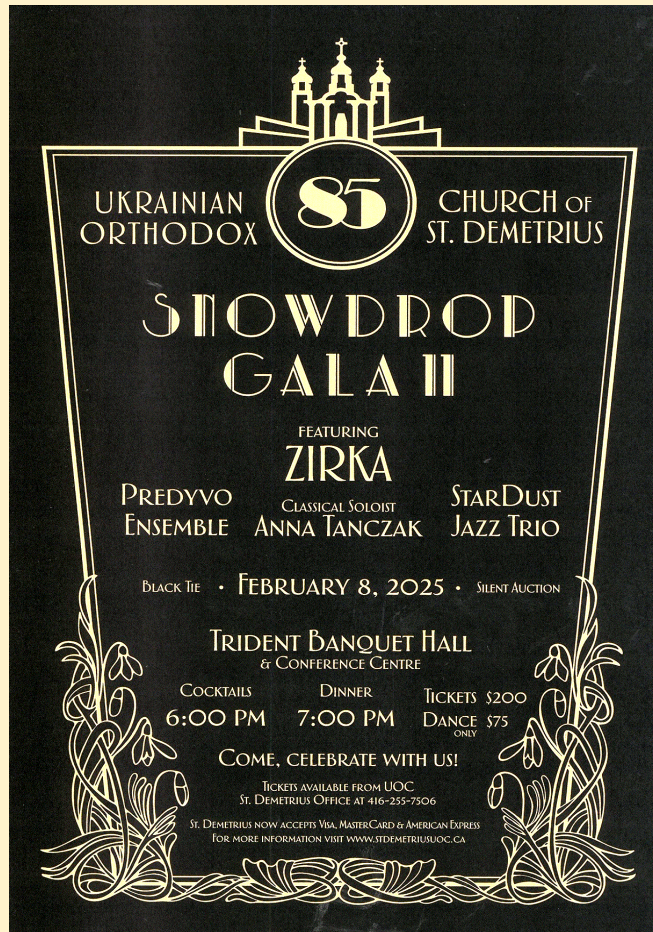 UKRAINIAN
ORTHODOX
85
CHURCH OF
ST. DEMETRIUS
SNOWDROP
GALA II
FEATURING
ZIRKA
PREDYVO
ENSEMBLE
CLASSICAL SOLOIST
ANNA TANCZAK
STARDUST
JAZZ TRIO
BLACK TIE • FEBRUARY 8, 2025 • SILENT AUCTION
TRIDENT BANQUET HALL
& CONFERENCE CENTRE
COCKTAILS
6:00 PM
DINNER
7:00 PM
TICKETS $200
DANCE $75
ONLY
COME, CELEBRATE WITH US!
TICKETS AVAILABLE FROM UOC
ST. DEMETRIUS OFFICE AT 416-255-7506
ST. DEMETRIUS NOW ACCEPTS VISA, MASTERCARD & AMERICAN EXPRESS
FOR MORE INFORMATION VISIT WWW.STDEMETRIUSUOC.CA